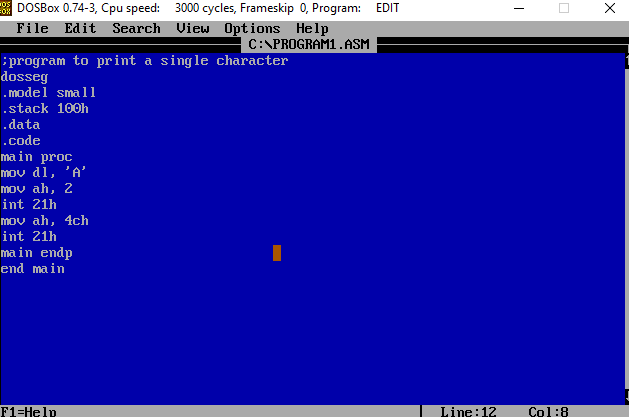 DOSBox 0.74-3, Cpu speed: 3000 cycles, Frameskip 0, Program: EDIT
File Edit Search View Options Help
C:\PROGRAM1.ASM
;program to print a single character
dosseg
.model small
.stack 100h
.data
.code
main proc
mov dl, 'A'
mov ah, 2
int 21h
mov ah, 4ch
int 21h
main endp
end main
F1=Help Line:12 Col:8